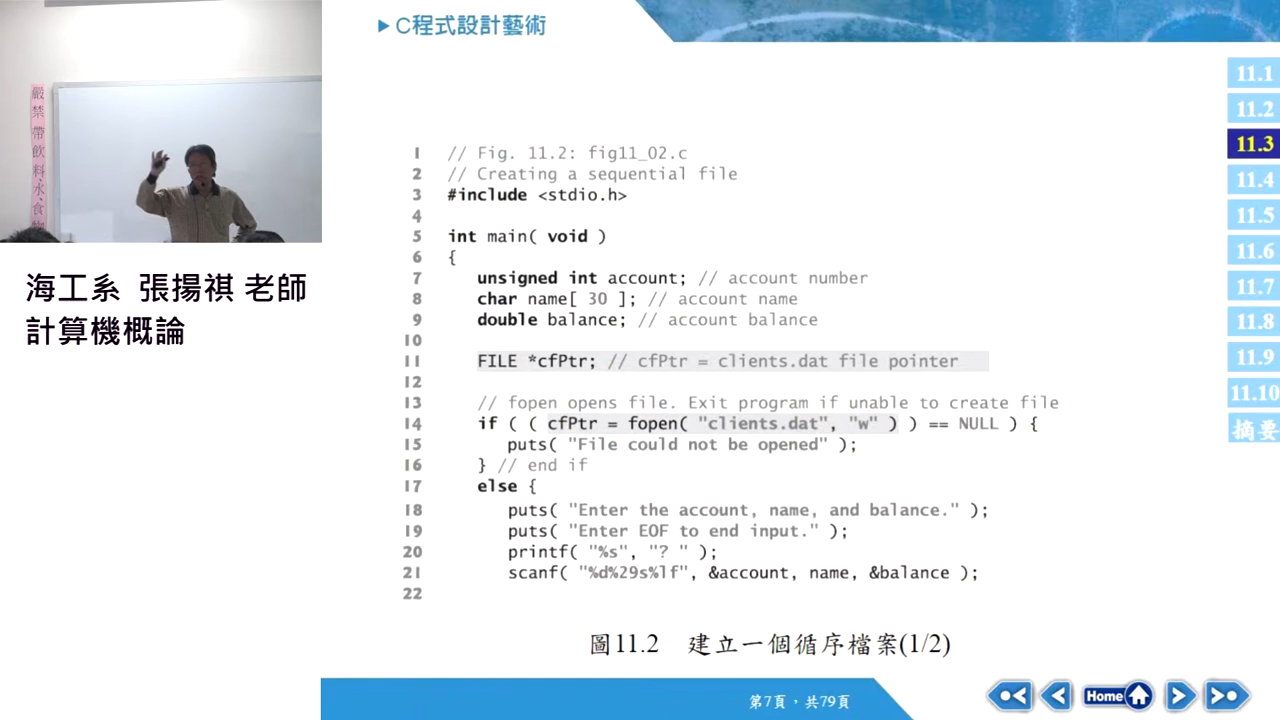 C程式設計藝術
嚴禁帶飲料、水、食物
海工系 張揚祺 老師
計算機概論
1 // Fig. 11.2: fig11_02.c
2 // Creating a sequential file
3 #include <stdio.h>
4
5 int main( void )
6 {
7 unsigned int account; // account number
8 char name[ 30 ]; // account name
9 double balance; // account balance
10
11 FILE *cfPtr; // cfPtr = clients.dat file pointer
12
13 // fopen opens file. Exit program if unable to create file
14 if ( ( cfPtr = fopen( "clients.dat", "w" ) ) == NULL ) {
15 puts( "File could not be opened" );
16 } // end if
17 else {
18 puts( "Enter the account, name, and balance." );
19 puts( "Enter EOF to end input." );
20 printf( "%s", "? " );
21 scanf( "%d%29s%lf", &account, name, &balance );
22
圖11.2 建立一個循序檔案(1/2)
11.1
11.2
11.3
11.4
11.5
11.6
11.7
11.8
11.9
11.10
摘要
第7頁，共79頁
Home